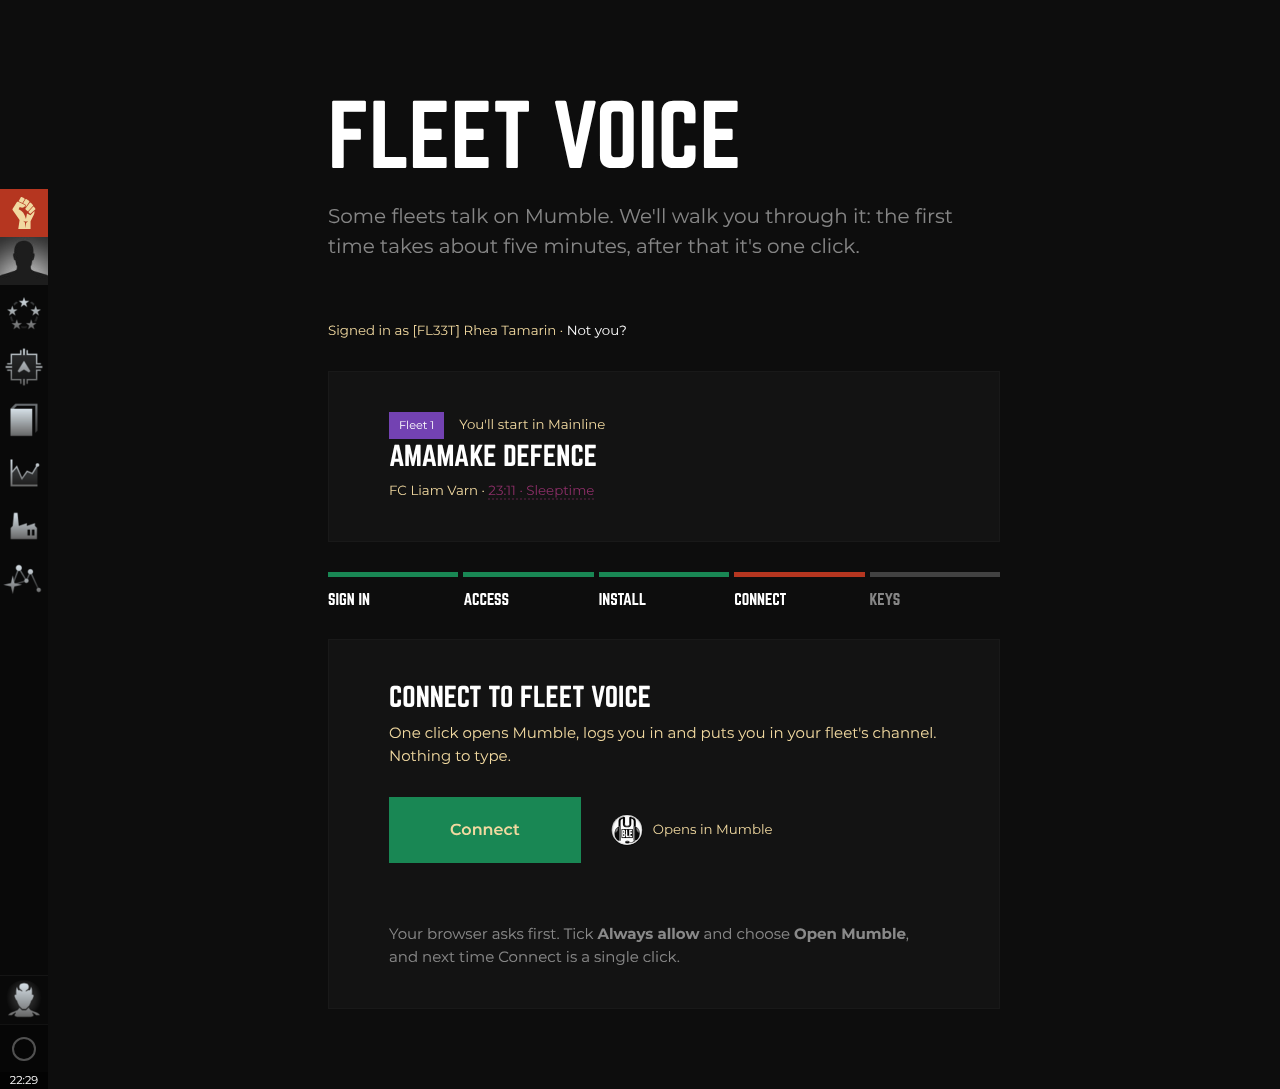 FLEET VOICE
Some fleets talk on Mumble. We'll walk you through it: the first
time takes about five minutes, after that it's one click.
Signed in as [FL33T] Rhea Tamarin · Not you?
Fleet 1 You'll start in Mainline
AMAMAKE DEFENCE
FC Liam Varn · 23:11 · Sleeptime
SIGN IN ACCESS INSTALL CONNECT KEYS
CONNECT TO FLEET VOICE
One click opens Mumble, logs you in and puts you in your fleet's channel.
Nothing to type.
Connect Opens in Mumble
Your browser asks first. Tick Always allow and choose Open Mumble,
and next time Connect is a single click.
22:29